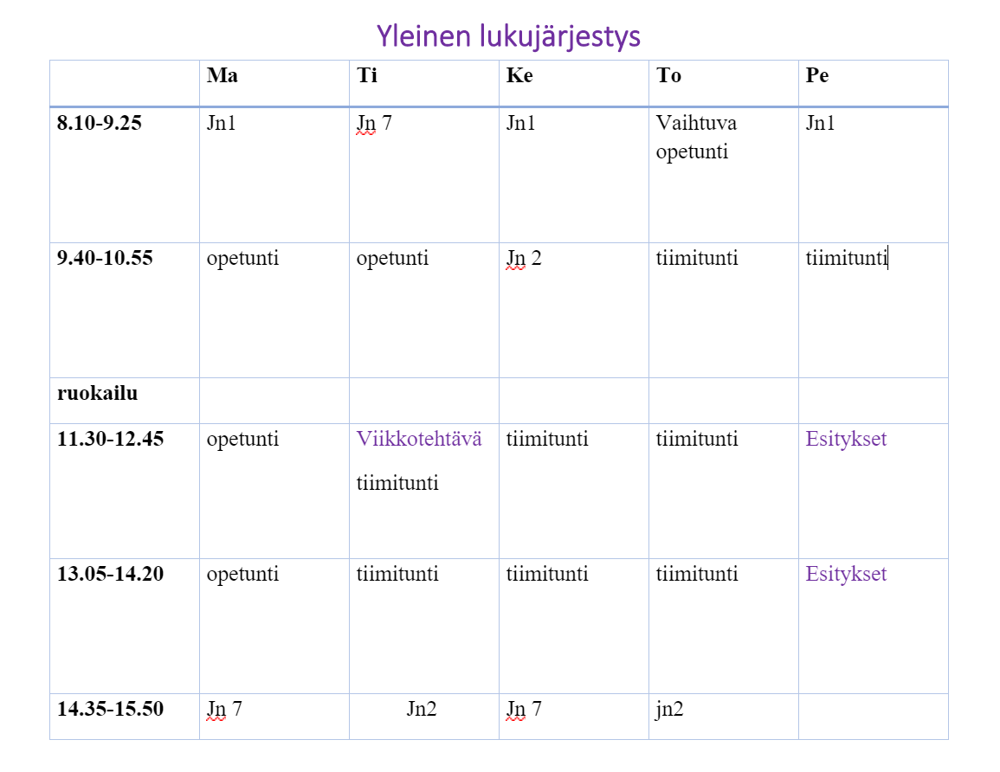 Yleinen lukujärjestys
Ma Ti Ke To Pe
8.10-9.25 Jn1 Jn 7 Jn1 Vaihtuva opetunti Jn1
9.40-10.55 opetunti opetunti Jn 2 tiimitunti tiimitunti
ruokailu
11.30-12.45 opetunti Viikkotehtävä tiimitunti tiimitunti Esitykset
tiimitunti
13.05-14.20 opetunti tiimitunti tiimitunti tiimitunti Esitykset
14.35-15.50 Jn 7 Jn2 Jn 7 jn2